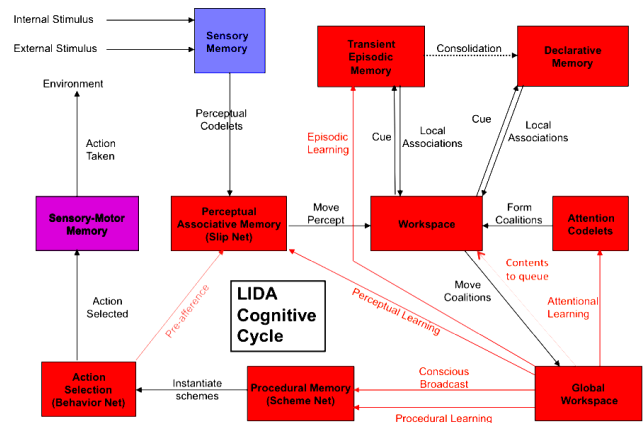 Internal Stimulus
External Stimulus
Sensory
Memory
Transient
Episodic
Memory
Consolidation
Declarative
Memory
Environment
Perceptual
Codelets
Episodic
Learning
Cue
Local
Associations
Cue
Local
Associations
Action
Taken
Sensory-Motor
Memory
Perceptual
Associative Memory
(Slip Net)
Move
Percept
Workspace
Form
Coalitions
Attention
Codelets
Action
Selected
Pre-afference
LIDA
Cognitive
Cycle
Perceptual Learning
Move
Coalitions
Contents
to queue
Attentional
Learning
Action
Selection
(Behavior Net)
Instantiate
schemes
Procedural Memory
(Scheme Net)
Conscious
Broadcast
Procedural Learning
Global
Workspace